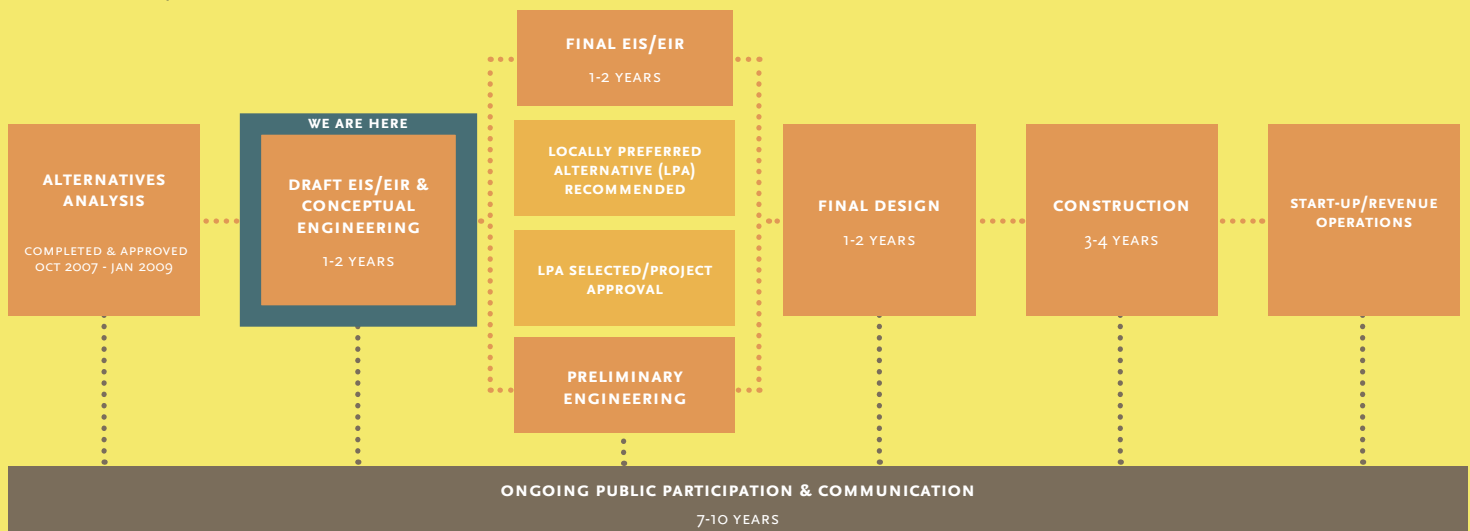 ALTERNATIVES
ANALYSIS
COMPLETED & APPROVED
OCT 2007 - JAN 2009
WE ARE HERE
DRAFT EIS/EIR &
CONCEPTUAL
ENGINEERING
1-2 YEARS
FINAL EIS/EIR
1-2 YEARS
LOCALLY PREFERRED
ALTERNATIVE (LPA)
RECOMMENDED
LPA SELECTED/PROJECT
APPROVAL
PRELIMINARY
ENGINEERING
FINAL DESIGN
1-2 YEARS
CONSTRUCTION
3-4 YEARS
START-UP/REVENUE
OPERATIONS
ONGOING PUBLIC PARTICIPATION & COMMUNICATION
7-10 YEARS